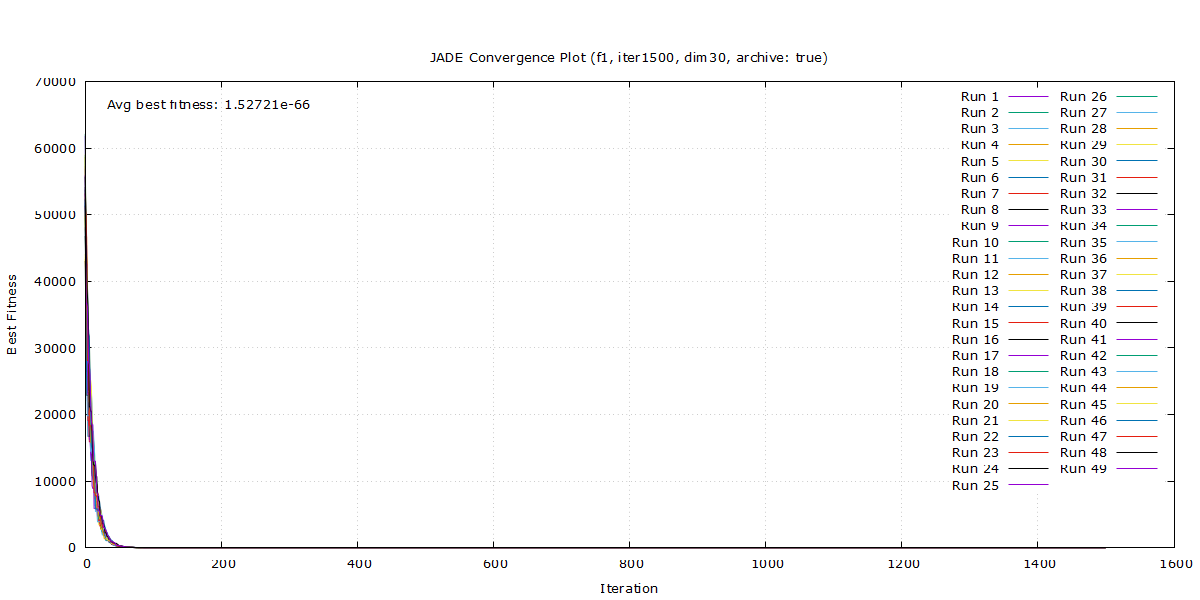 JADE Convergence Plot (f1, iter1500, dim30, archive: true)
70000
60000
50000
40000
30000
20000
10000
0
Best Fitness
Avg best fitness: 1.52721e-66
Run 1
Run 2
Run 3
Run 4
Run 5
Run 6
Run 7
Run 8
Run 9
Run 10
Run 11
Run 12
Run 13
Run 14
Run 15
Run 16
Run 17
Run 18
Run 19
Run 20
Run 21
Run 22
Run 23
Run 24
Run 25
Run 26
Run 27
Run 28
Run 29
Run 30
Run 31
Run 32
Run 33
Run 34
Run 35
Run 36
Run 37
Run 38
Run 39
Run 40
Run 41
Run 42
Run 43
Run 44
Run 45
Run 46
Run 47
Run 48
Run 49
0 200 400 600 800 1000 1200 1400 1600
Iteration